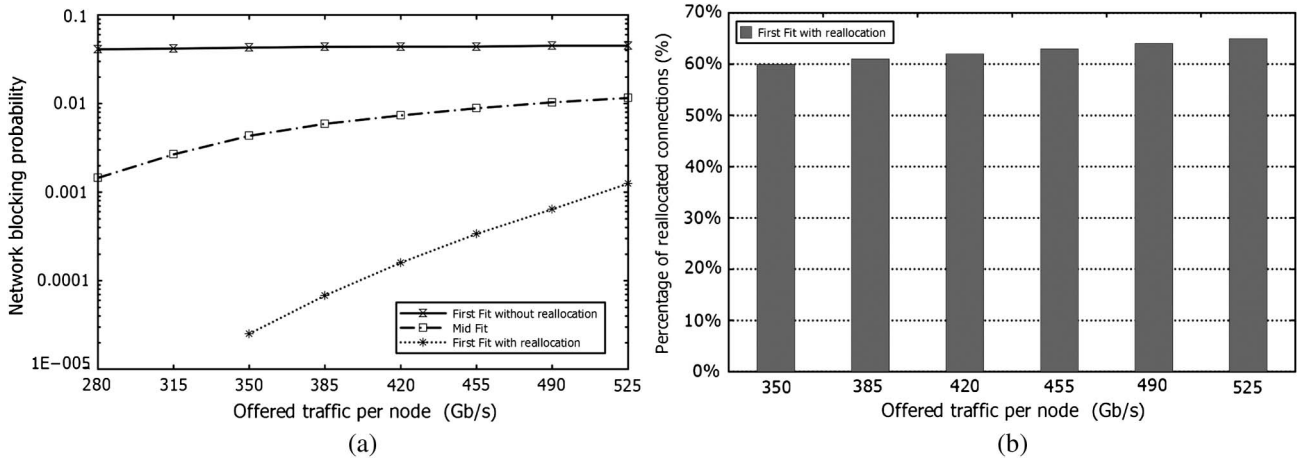 0.1
0.01
0.001
0.0001
1E−005
Network blocking probability
280 315 350 385 420 455 490 525
Offered traffic per node (Gb/s)
First Fit without reallocation
Mid Fit
First Fit with reallocation
(a)
70%
60%
50%
40%
30%
20%
10%
0%
Percentage of reallocated connections (%)
First Fit with reallocation
350 385 420 455 490 525
Offered traffic per node (Gb/s)
(b)